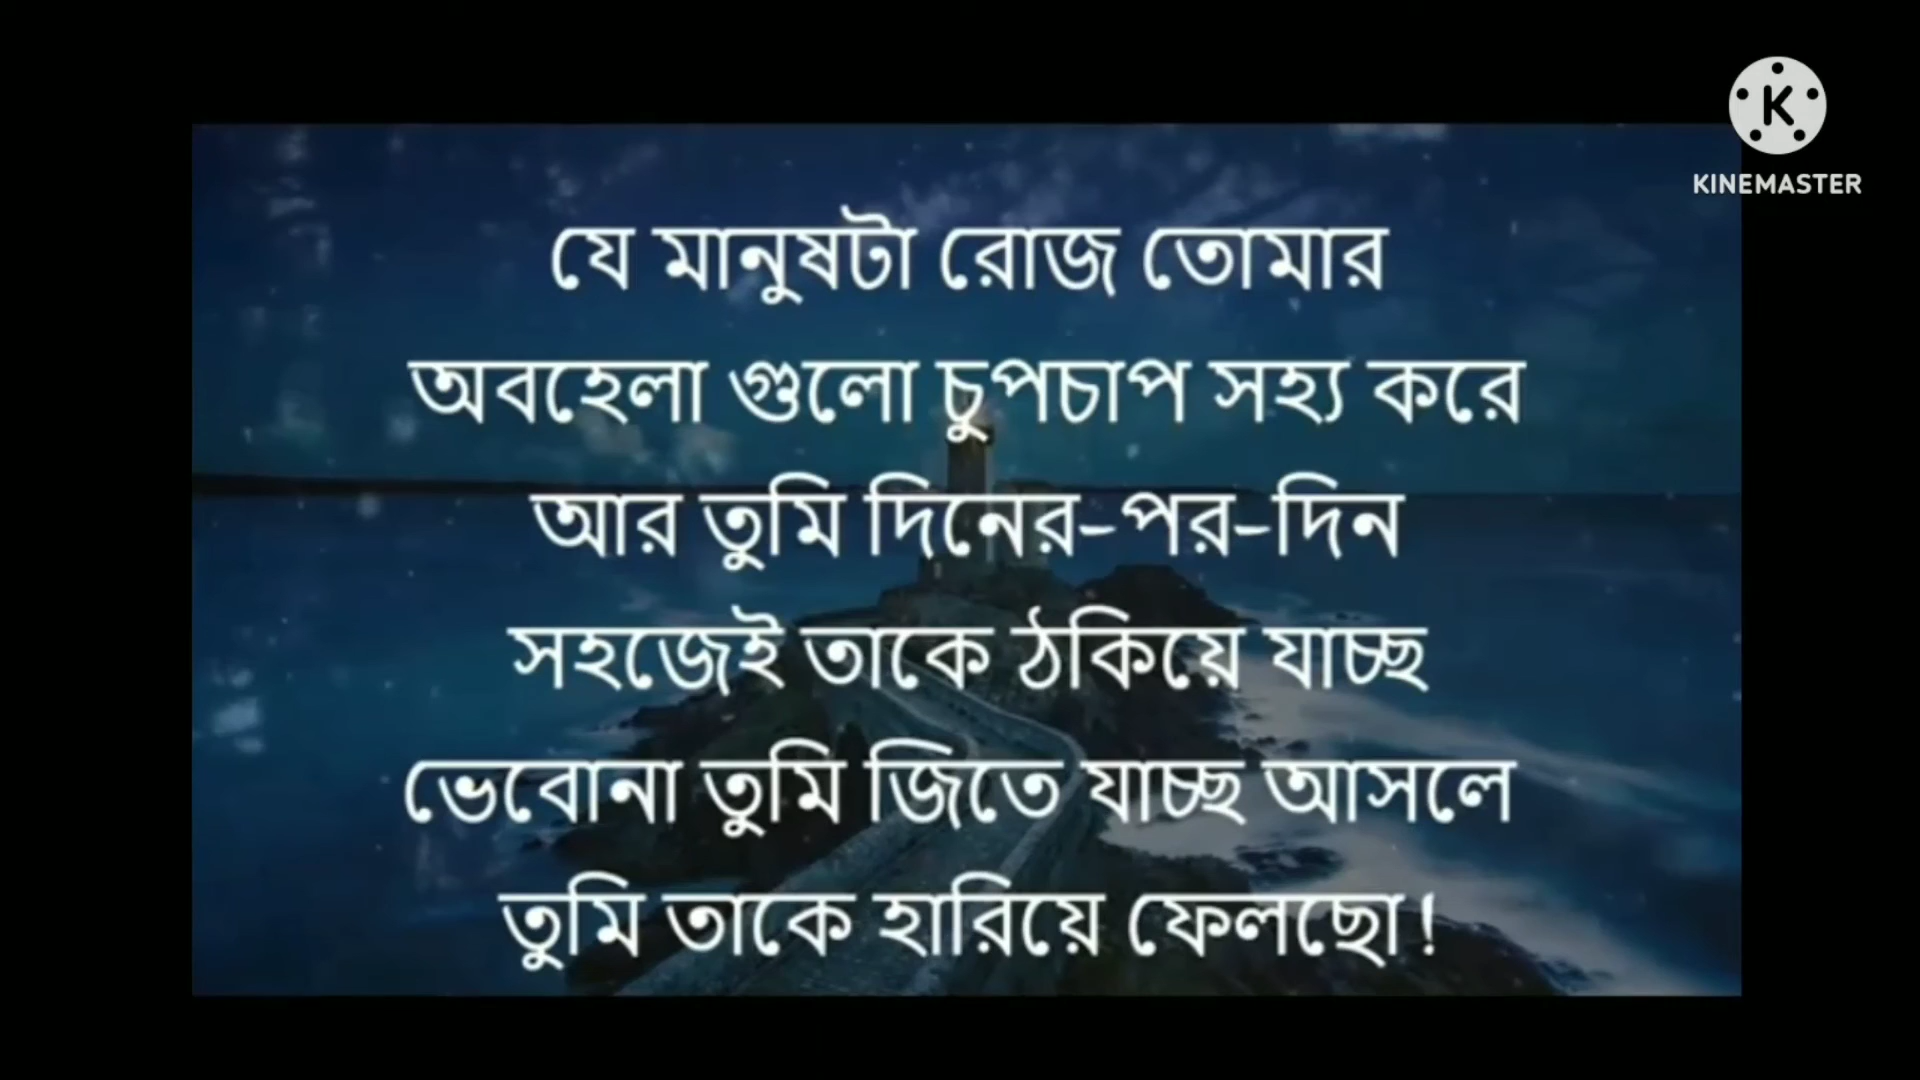 যে মানুষটা রোজ তোমার
অবহেলা গুলো চুপচাপ সহ্য করে
আর তুমি দিনের-পর-দিন
সহজেই তাকে ঠকিয়ে যাচ্ছ
ভেবোনা তুমি জিতে যাচ্ছ আসলে
তুমি তাকে হারিয়ে ফেলছো!
K
KINEMASTER